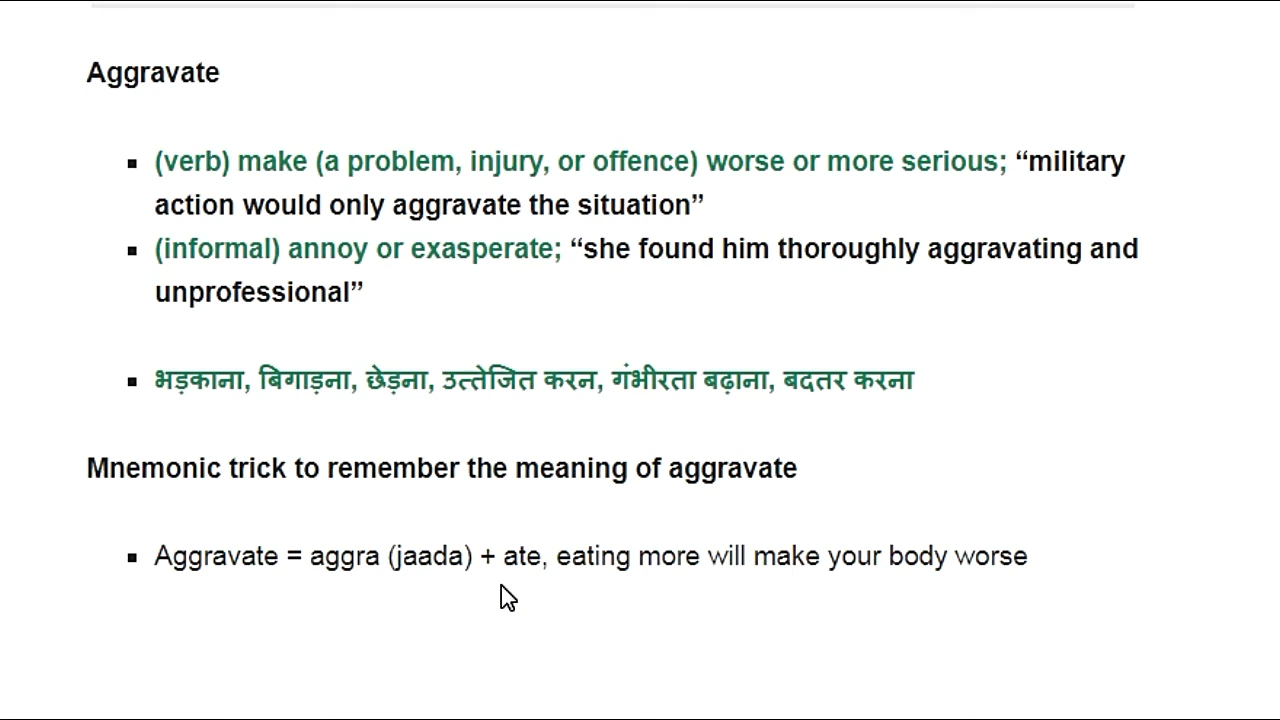 Aggravate
(verb) make (a problem, injury, or offence) worse or more serious; “military
action would only aggravate the situation”
(informal) annoy or exasperate; “she found him thoroughly aggravating and
unprofessional”
भड़काना, बिगाड़ना, छेड़ना, उत्तेजित करन, गंभीरता बढ़ाना, बदतर करना
Mnemonic trick to remember the meaning of aggravate
Aggravate = aggra (jaada) + ate, eating more will make your body worse